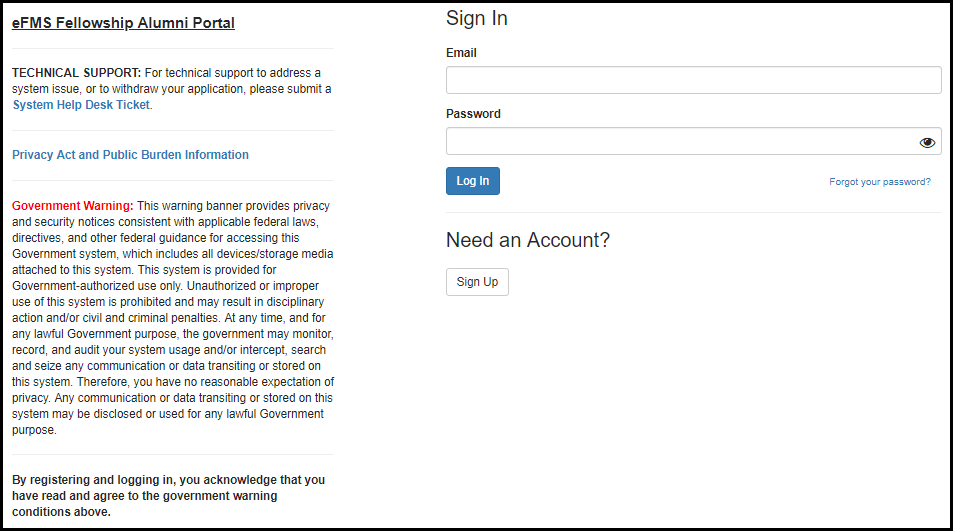 eFMS Fellowship Alumni Portal
TECHNICAL SUPPORT: For technical support to address a
system issue, or to withdraw your application, please submit a
System Help Desk Ticket.
Privacy Act and Public Burden Information
Government Warning: This warning banner provides privacy
and security notices consistent with applicable federal laws,
directives, and other federal guidance for accessing this
Government system, which includes all devices/storage media
attached to this system. This system is provided for
Government-authorized use only. Unauthorized or improper
use of this system is prohibited and may result in disciplinary
action and/or civil and criminal penalties. At any time, and for
any lawful Government purpose, the government may monitor,
record, and audit your system usage and/or intercept, search
and seize any communication or data transiting or stored on
this system. Therefore, you have no reasonable expectation of
privacy. Any communication or data transiting or stored on this
system may be disclosed or used for any lawful Government
purpose.
By registering and logging in, you acknowledge that you
have read and agree to the government warning
conditions above.
Sign In
Email
Password
Log In
Forgot your password?
Need an Account?
Sign Up